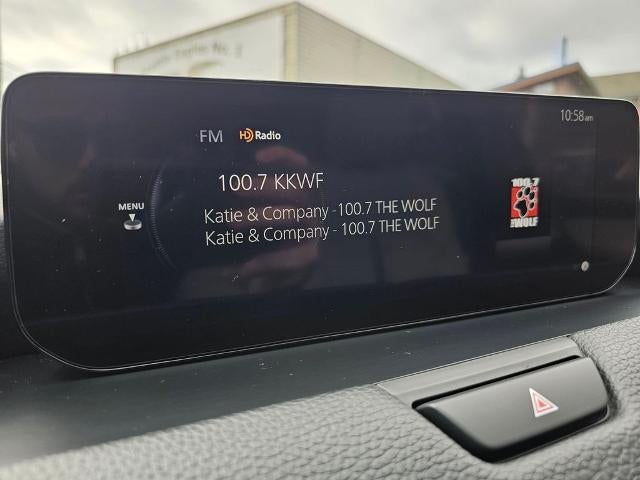 10:58am
FM HD Radio
100.7 KKWF
MENU
Katie & Company -100.7 THE WOLF
Katie & Company - 100.7 THE WOLF
100.7
THE WOLF